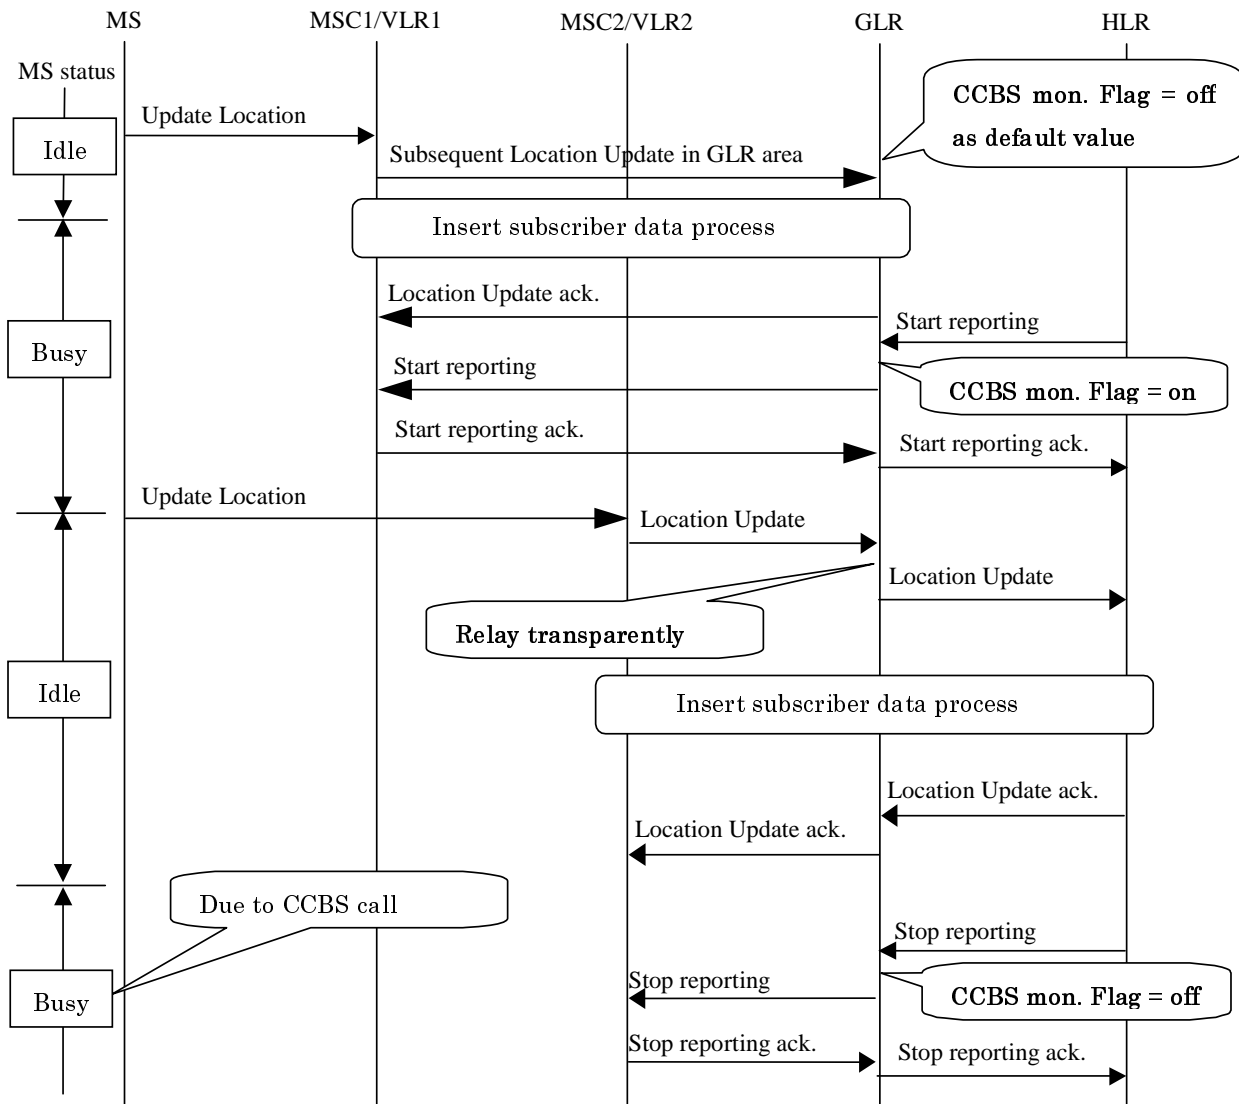 MS
MSC1/VLR1
MSC2/VLR2
GLR
HLR
MS status
CCBS mon. Flag = off
as default value
Update Location
Idle
Subsequent Location Update in GLR area
Insert subscriber data process
Location Update ack.
Start reporting
Busy
Start reporting
CCBS mon. Flag = on
Start reporting ack.
Start reporting ack.
Update Location
Location Update
Location Update
Relay transparently
Idle
Insert subscriber data process
Location Update ack.
Location Update ack.
Due to CCBS call
Stop reporting
Stop reporting
CCBS mon. Flag = off
Busy
Stop reporting ack.
Stop reporting ack.